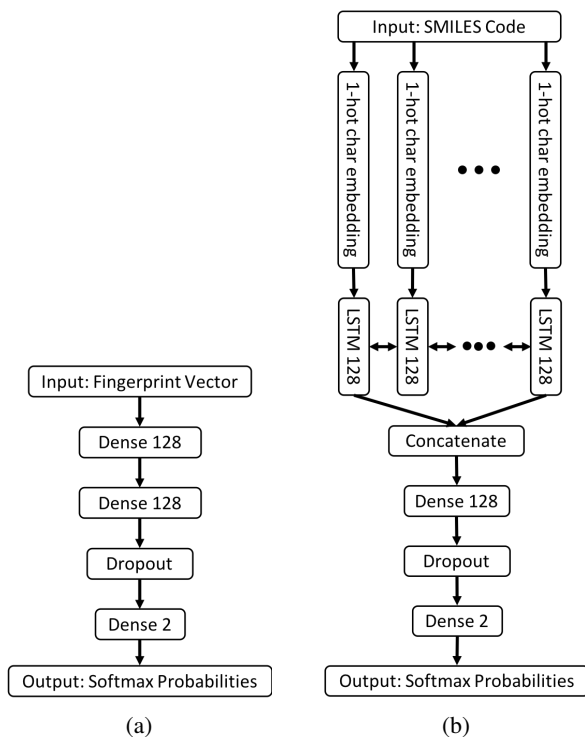 Input: Fingerprint Vector
Dense 128
Dense 128
Dropout
Dense 2
Output: Softmax Probabilities
(a)
Input: SMILES Code
1-hot char embedding
1-hot char embedding
1-hot char embedding
LSTM 128
LSTM 128
LSTM 128
Concatenate
Dense 128
Dropout
Dense 2
Output: Softmax Probabilities
(b)